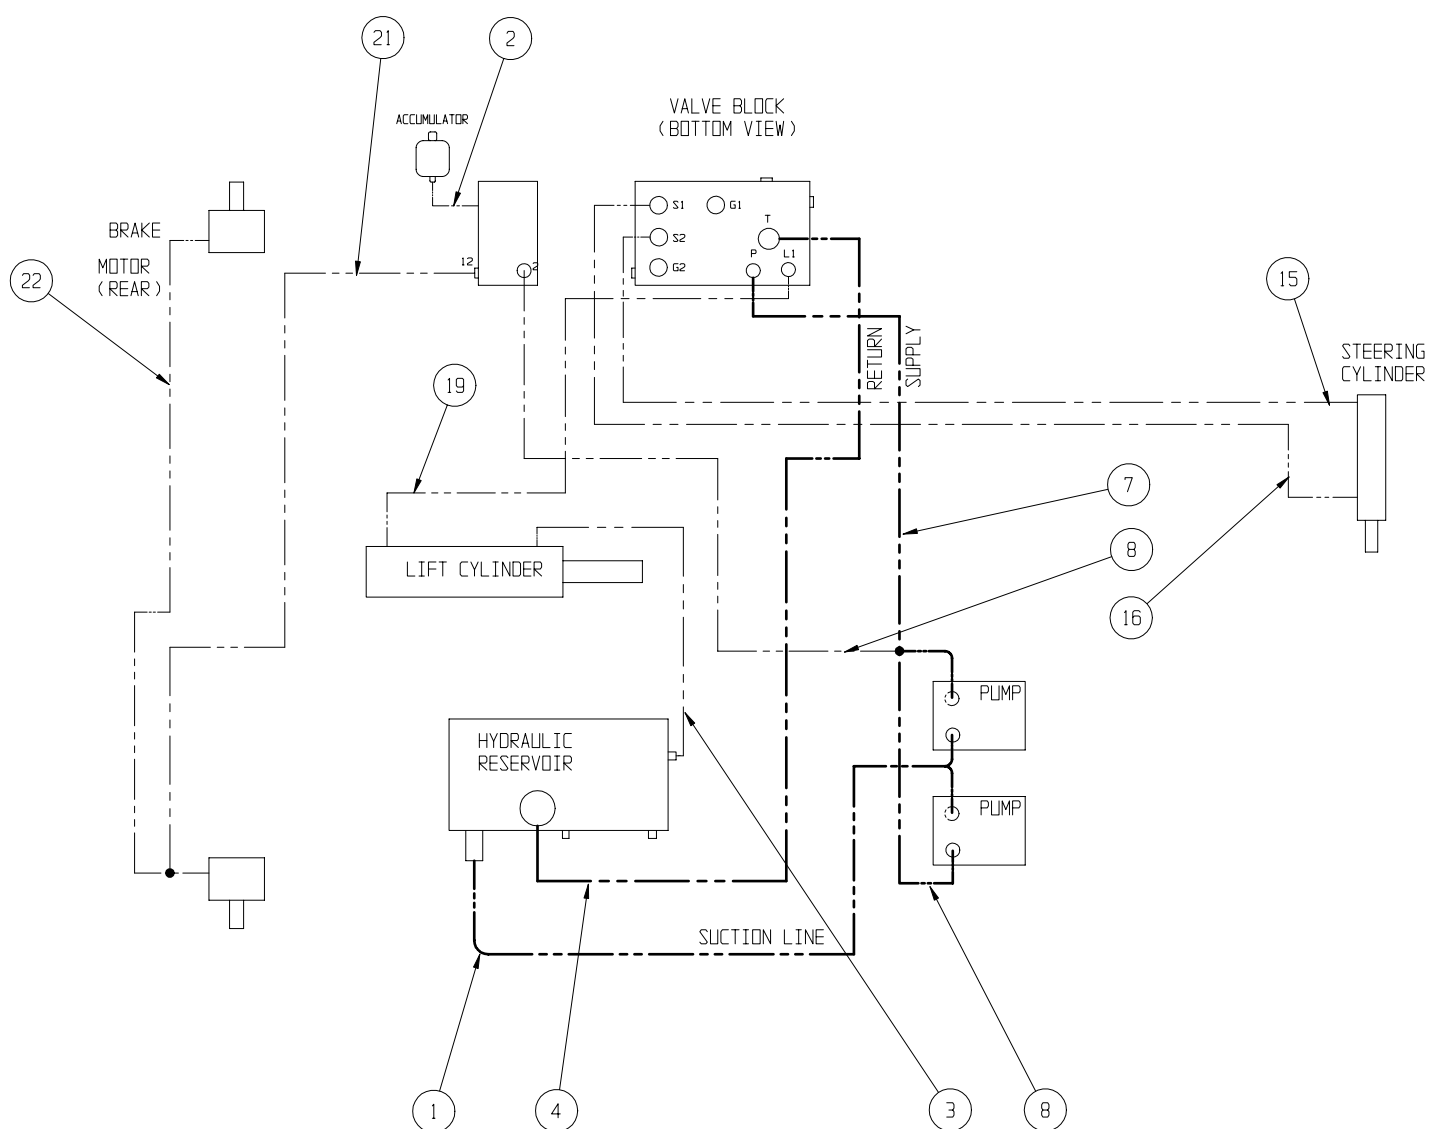 21
2
ACCUMULATOR
VALVE BLOCK
(BOTTOM VIEW)
S1
G1
T
S2
P
L1
G2
BRAKE
MOTOR
(REAR)
12
2
22
15
RETURN
SUPPLY
STEERING
CYLINDER
19
7
8
LIFT CYLINDER
16
PUMP
HYDRAULIC
RESERVOIR
PUMP
SUCTION LINE
1
4
3
8